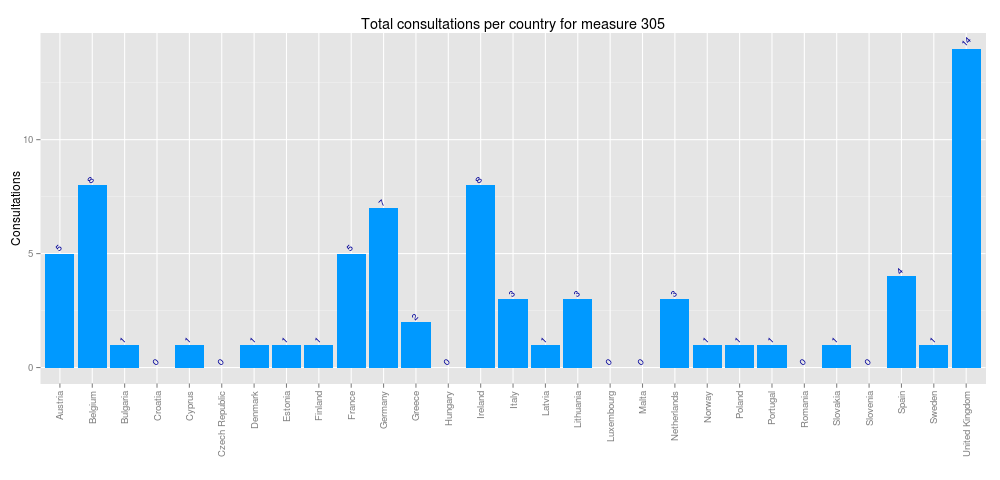 Total consultations per country for measure 305
Consultations
10
5
0
5
8
1
0
1
0
1
1
1
5
7
2
0
8
3
1
3
0
0
3
1
1
1
0
1
0
4
1
14
Austria
Belgium
Bulgaria
Croatia
Cyprus
Czech Republic
Denmark
Estonia
Finland
France
Germany
Greece
Hungary
Ireland
Italy
Latvia
Lithuania
Luxembourg
Malta
Netherlands
Norway
Poland
Portugal
Romania
Slovakia
Slovenia
Spain
Sweden
United Kingdom